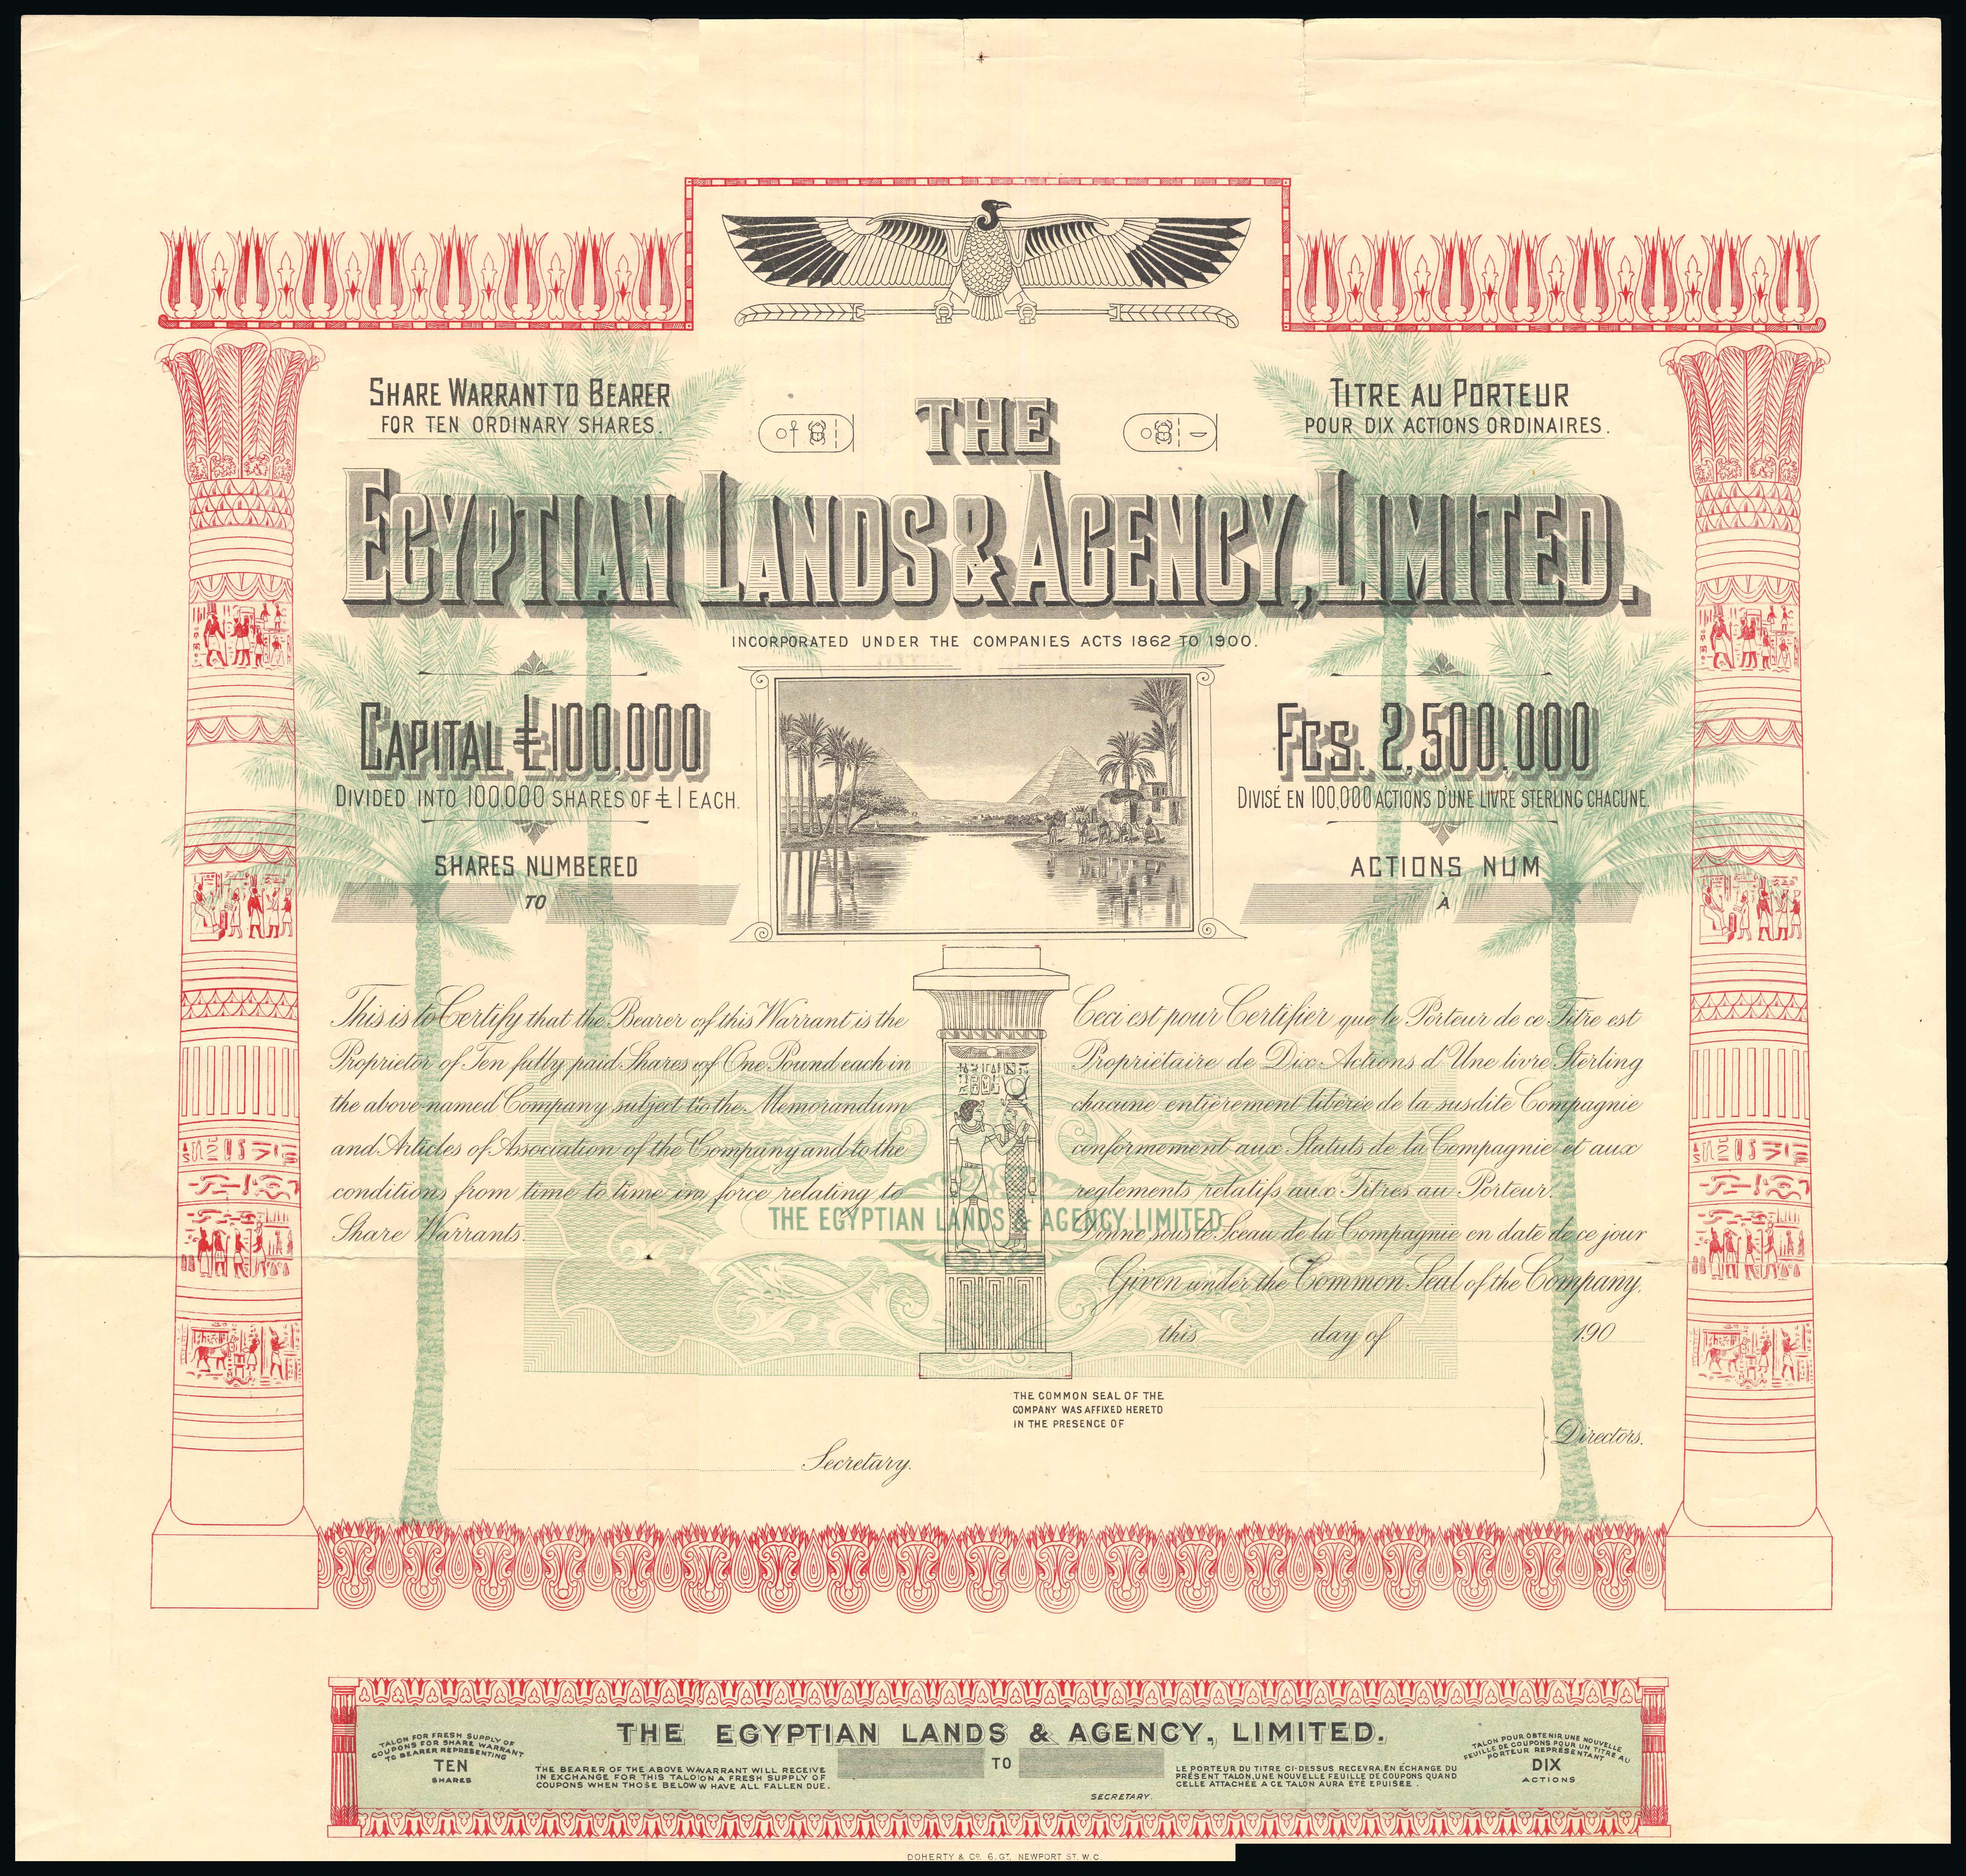 SHARE WARRANT TO BEARER
FOR TEN ORDINARY SHARES.
TITRE AU PORTEUR
POUR DIX ACTIONS ORDINAIRES.
THE
EGYPTIAN LANDS & AGENCY, LIMITED.
INCORPORATED UNDER THE COMPANIES ACTS 1862 TO 1900.
CAPITAL £100,000
DIVIDED INTO 100,000 SHARES OF £1 EACH.
FCS. 2,500,000
DIVISÉ EN 100,000 ACTIONS D'UNE LIVRE STERLING CHACUNE.
SHARES NUMBERED
TO
ACTIONS NUM
À
This is to Certify that the Bearer of this Warrant is the
Proprietor of Ten fully paid Shares of One Pound each in
the above named Company subject to the Memorandum
and Articles of Association of the Company and to the
conditions from time to time in force relating to
Share Warrants.
Ceci est pour Certifier que le Porteur de ce Titre est
Propriétaire de Dix Actions d'Une livre Sterling
chacune entièrement libérée de la susdite Compagnie
conformement aux Statuts de la Compagnie et aux
reglements relatifs aux Titres au Porteur.
Donné sous le Sceau de la Compagnie en date de ce jour
THE EGYPTIAN LANDS & AGENCY, LIMITED
Given under the Common Seal of the Company,
this day of 190
THE COMMON SEAL OF THE
COMPANY WAS AFFIXED HERETO
IN THE PRESENCE OF
Directors.
Secretary.
THE EGYPTIAN LANDS & AGENCY, LIMITED.
TALON FOR FRESH SUPPLY OF
COUPONS FOR SHARE WARRANT
TO BEARER REPRESENTING
TEN
SHARES
THE BEARER OF THE ABOVE WAVARRANT WILL RECEIVE
IN EXCHANGE FOR THIS TALO!ON A FRESH SUPPLY OF
COUPONS WHEN THOSE BELOW W HAVE ALL FALLEN DUE.
TO
LE PORTEUR DU TITRE CI-DESSUS RECEVRA, EN ÉCHANGE DU
PRÉSENT TALON, UNE NOUVELLE FEUILLE DE COUPONS QUAND
CELLE ATTACHÉE A CE TALON AURA ÉTÉ EPUISEE.
SECRETARY.
TALON POUR OBTENIR UNE NOUVELLE
FEUILLE DE COUPONS POUR UN TITRE AU
PORTEUR REPRÉSENTANT
DIX
ACTIONS
DOHERTY & Co. 6. GT. NEWPORT ST. W.C.